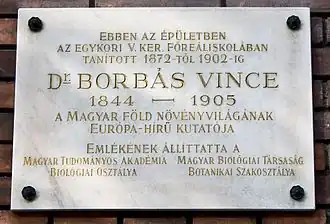 EBBEN AZ ÉPÜLETBEN
AZ EGYKORI V. KER. FŐREÁLISKOLÁBAN
TANÍTOTT 1872-TŐL 1902-IG
DR BORBÁS VINCE
1844 — 1905
A MAGYAR FÖLD NÖVÉNYVILÁGÁNAK
EURÓPA-HÍRŰ KUTATÓJA
EMLÉKÉNEK ÁLLÍTTATTA A
MAGYAR TUDOMÁNYOS AKADÉMIA MAGYAR BIOLÓGIAI TÁRSASÁG
BIOLÓGIAI OSZTÁLYA BOTANIKAI SZAKOSZTÁLYA